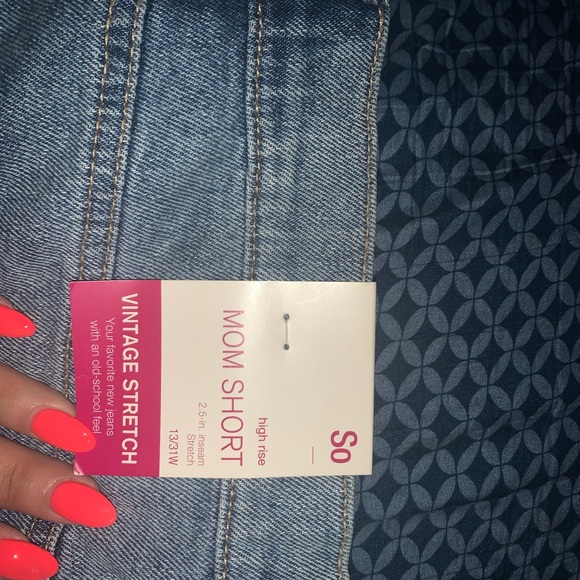 So
high rise
MOM SHORT
2.5-in. inseam
Stretch
13/31W
VINTAGE STRETCH
Your favorite new jeans
with an old-school feel